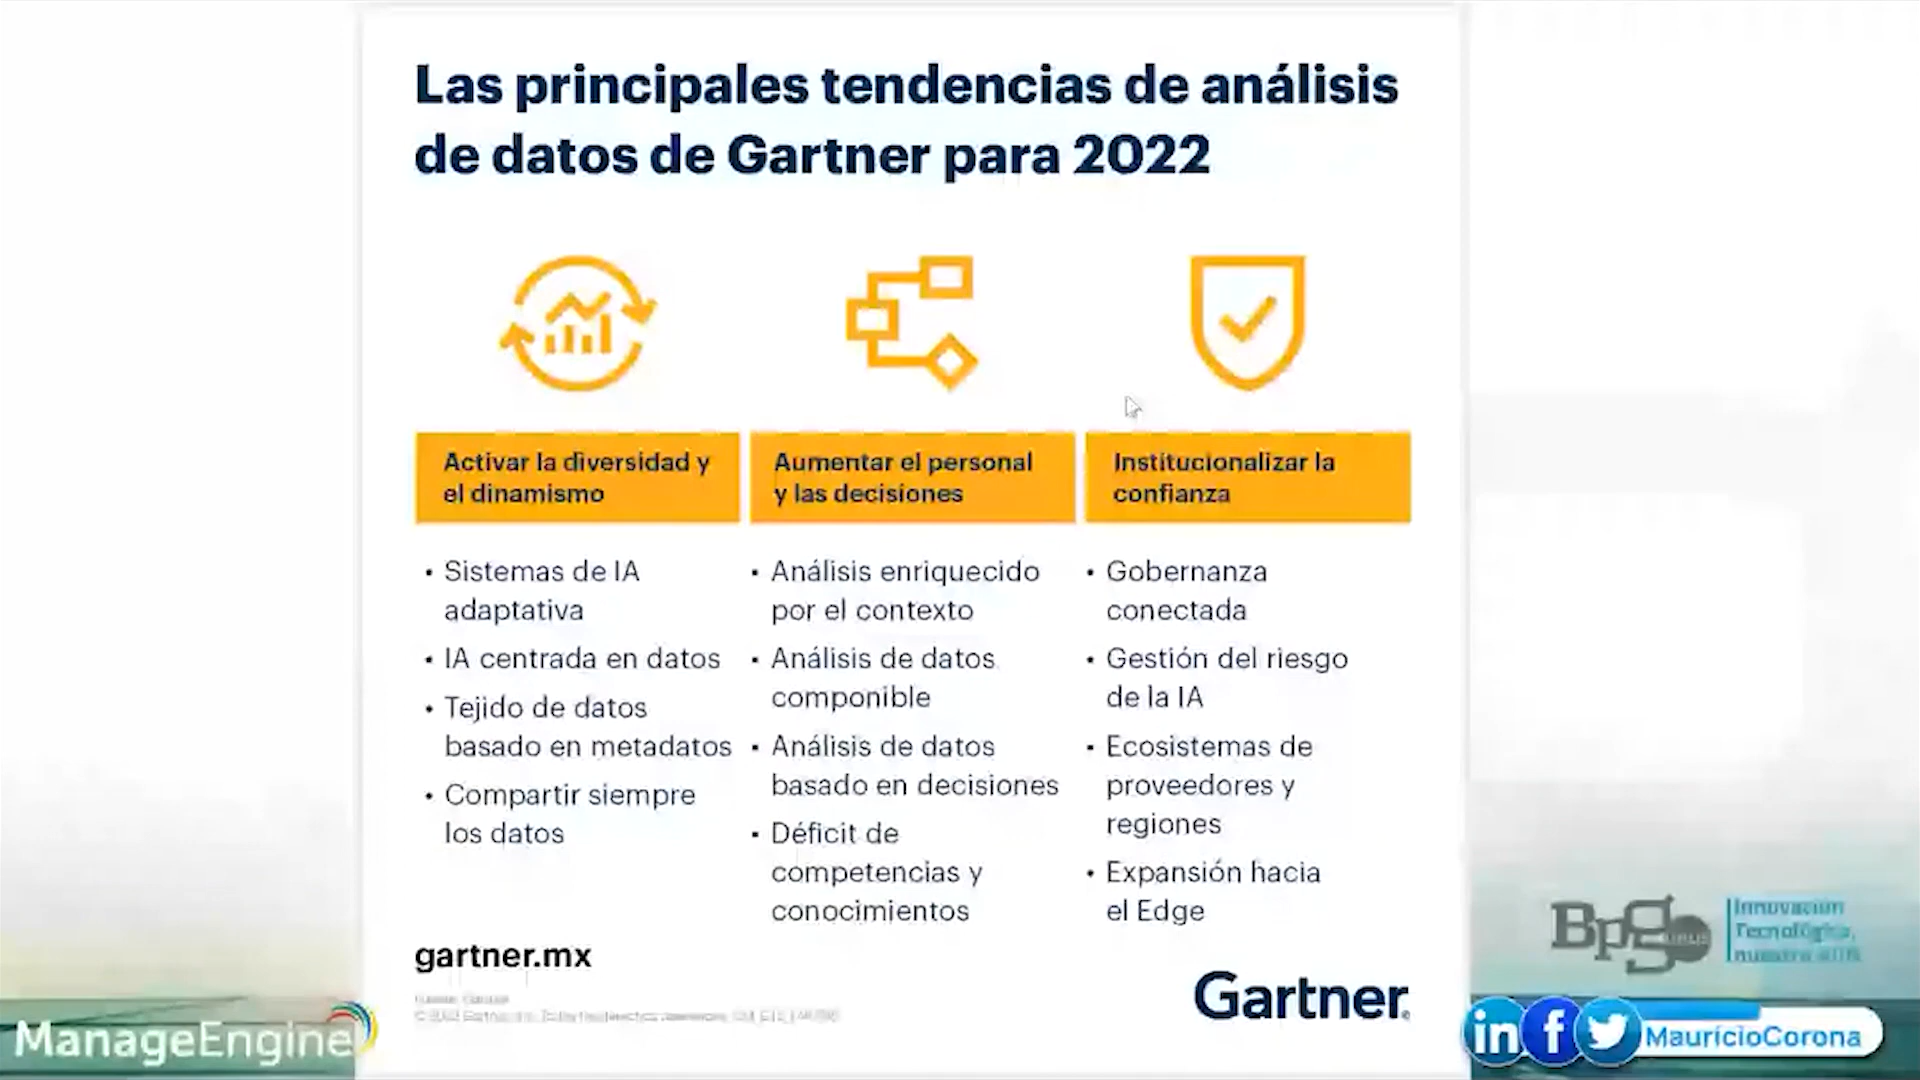 Las principales tendencias de análisis
de datos de Gartner para 2022
Activar la diversidad y
el dinamismo
• Sistemas de IA
adaptativa
• IA centrada en datos
• Tejido de datos
basado en metadatos
• Compartir siempre
los datos
Aumentar el personal
y las decisiones
• Análisis enriquecido
por el contexto
• Análisis de datos
componible
• Análisis de datos
basado en decisiones
• Déficit de
competencias y
conocimientos
Institucionalizar la
confianza
• Gobernanza
conectada
• Gestión del riesgo
de la IA
• Ecosistemas de
proveedores y
regiones
• Expansión hacia
el Edge
gartner.mx
Gartner
ManageEngine
Bpg
Innovación
Tecnológica,
in f
MauricioCorona